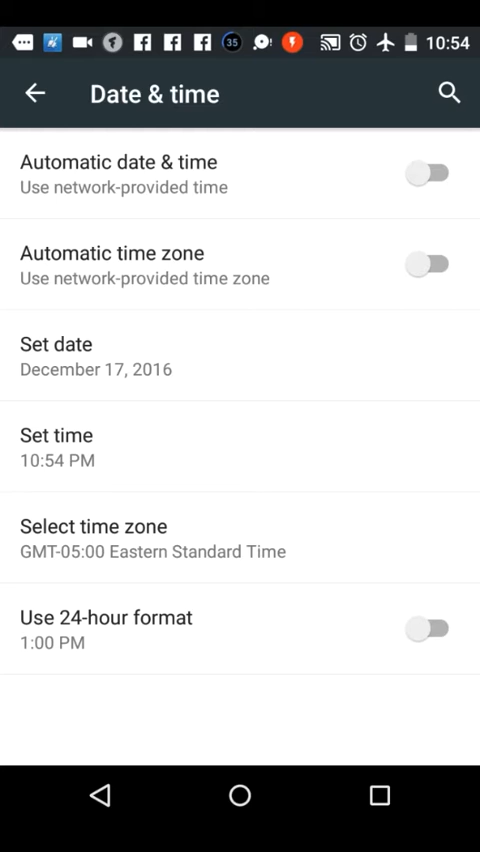 35
10:54
Date & time
Automatic date & time
Use network-provided time
Automatic time zone
Use network-provided time zone
Set date
December 17, 2016
Set time
10:54 PM
Select time zone
GMT-05:00 Eastern Standard Time
Use 24-hour format
1:00 PM